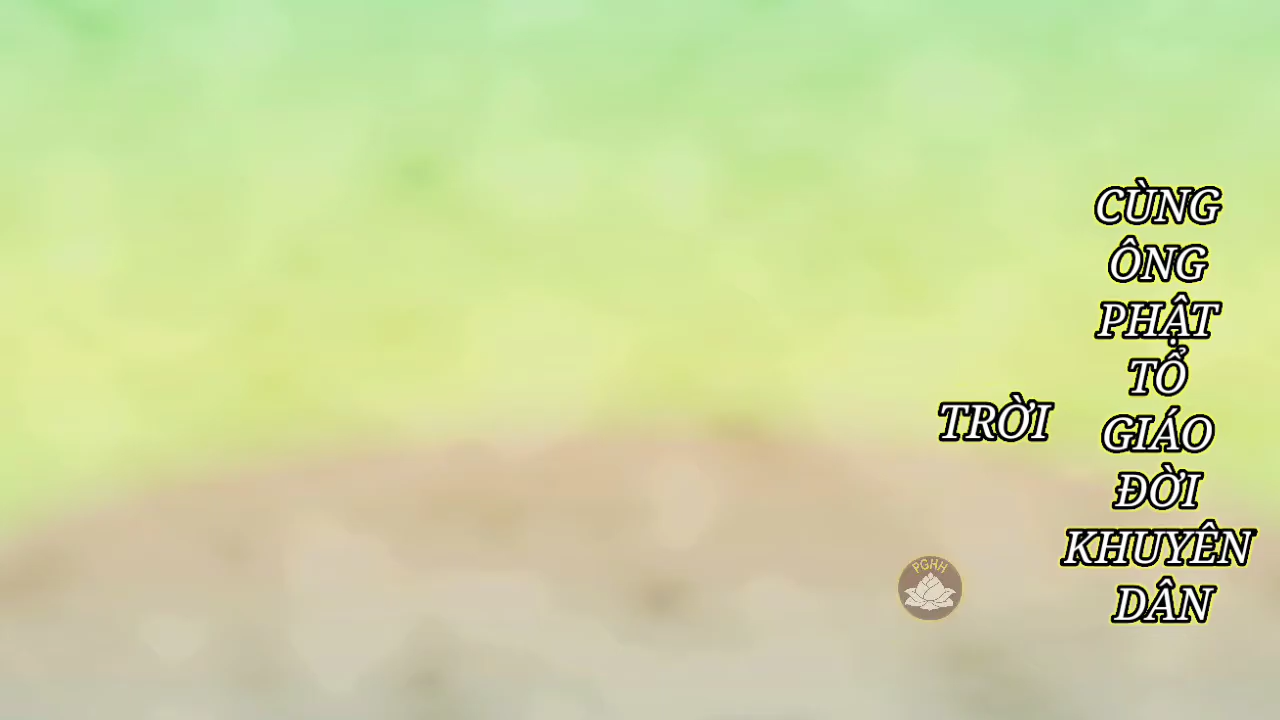 TRỜI
CÙNG
ÔNG
PHẬT
TỔ
GIÁO
ĐỜI
KHUYÊN
DÂN
PGHH